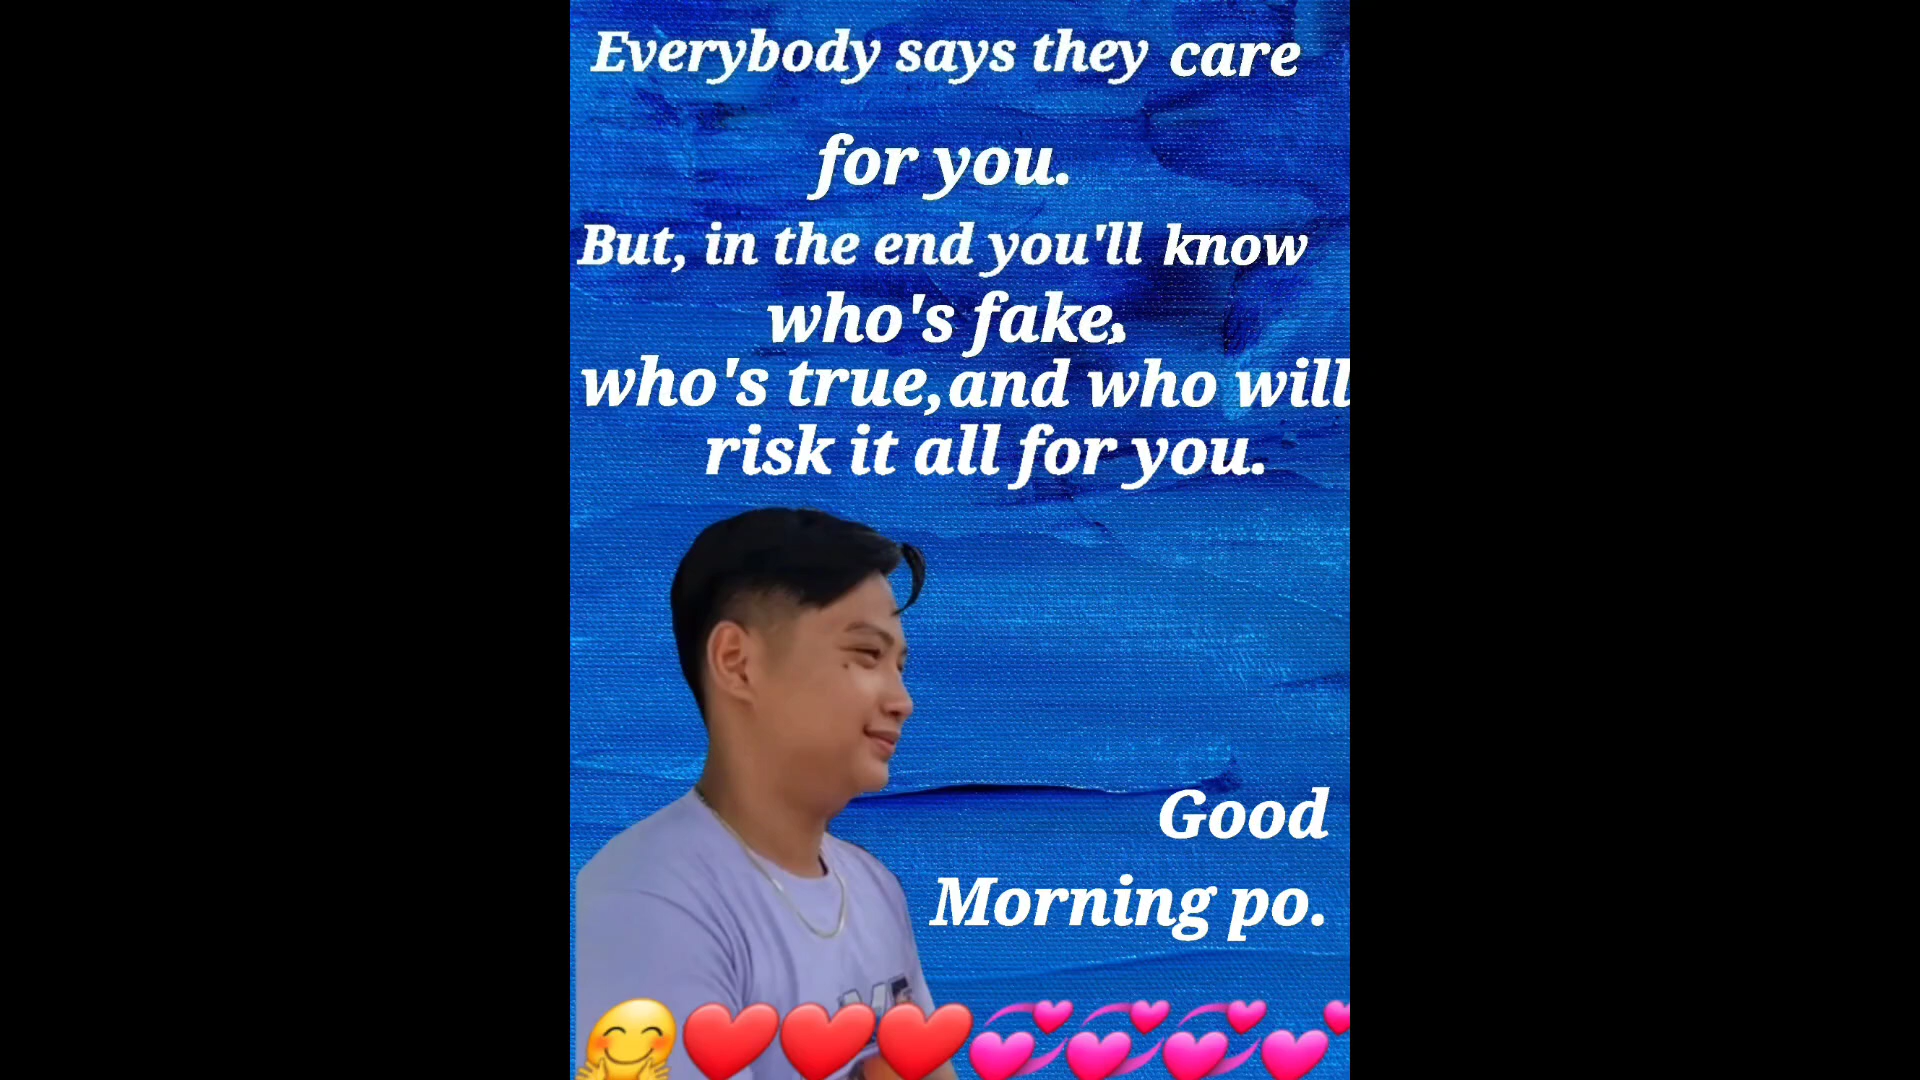 Everybody says they care
for you.
But, in the end you'll know
who's fake,
who's true, and who will
risk it all for you.
Good
Morning po.